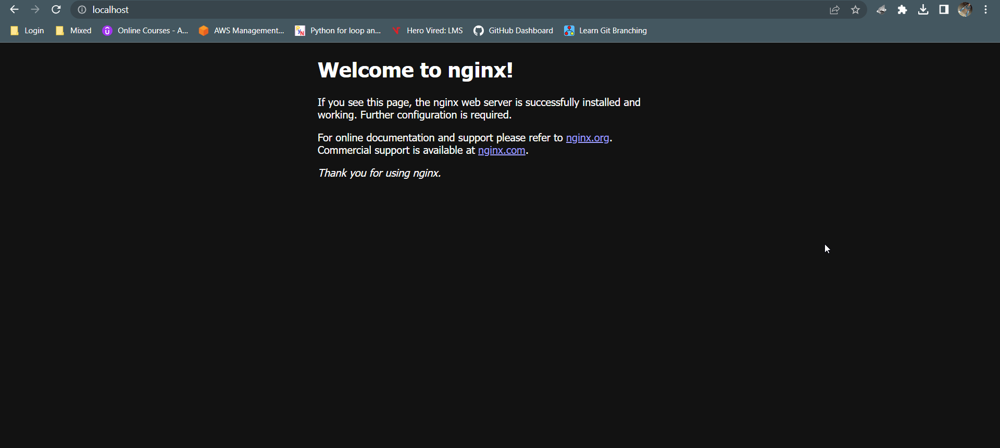 localhost
Login Mixed Online Courses - A... AWS Management... Python for loop an... Hero Vired: LMS GitHub Dashboard Learn Git Branching
Welcome to nginx!
If you see this page, the nginx web server is successfully installed and
working. Further configuration is required.
For online documentation and support please refer to nginx.org.
Commercial support is available at nginx.com.
Thank you for using nginx.